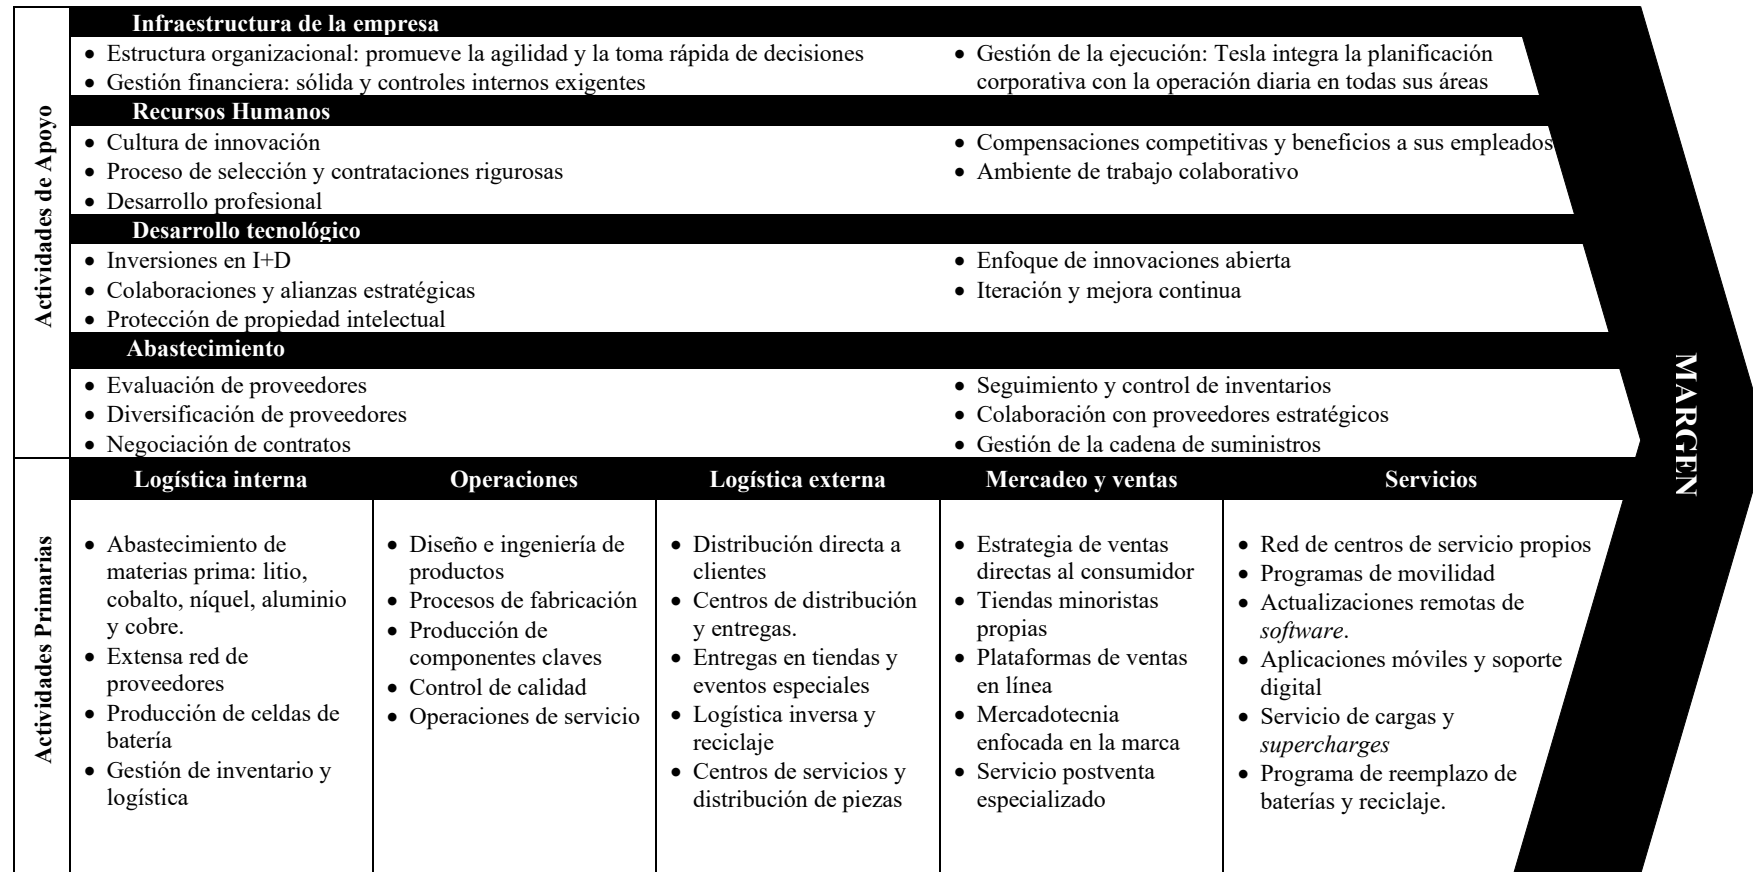 Actividades de Apoyo
Infraestructura de la empresa
• Estructura organizacional: promueve la agilidad y la toma rápida de decisiones
• Gestión financiera: sólida y controles internos exigentes
• Gestión de la ejecución: Tesla integra la planificación
corporativa con la operación diaria en todas sus áreas
Recursos Humanos
• Cultura de innovación
• Proceso de selección y contrataciones rigurosas
• Desarrollo profesional
• Compensaciones competitivas y beneficios a sus empleados
• Ambiente de trabajo colaborativo
Desarrollo tecnológico
• Inversiones en I+D
• Colaboraciones y alianzas estratégicas
• Protección de propiedad intelectual
• Enfoque de innovaciones abierta
• Iteración y mejora continua
Abastecimiento
• Evaluación de proveedores
• Diversificación de proveedores
• Negociación de contratos
• Seguimiento y control de inventarios
• Colaboración con proveedores estratégicos
• Gestión de la cadena de suministros
MARGEN
Actividades Primarias
Logística interna
• Abastecimiento de
materias prima: litio,
cobalto, níquel, aluminio
y cobre.
• Extensa red de
proveedores
• Producción de celdas de
batería
• Gestión de inventario y
logística
Operaciones
• Diseño e ingeniería de
productos
• Procesos de fabricación
• Producción de
componentes claves
• Control de calidad
• Operaciones de servicio
Logística externa
• Distribución directa a
clientes
• Centros de distribución
y entregas.
• Entregas en tiendas y
eventos especiales
• Logística inversa y
reciclaje
• Centros de servicios y
distribución de piezas
Mercadeo y ventas
• Estrategia de ventas
directas al consumidor
• Tiendas minoristas
propias
• Plataformas de ventas
en línea
• Mercadotecnia
enfocada en la marca
• Servicio postventa
especializado
Servicios
• Red de centros de servicio propios
• Programas de movilidad
• Actualizaciones remotas de
software.
• Aplicaciones móviles y soporte
digital
• Servicio de cargas y
supercharges
• Programa de reemplazo de
baterías y reciclaje.